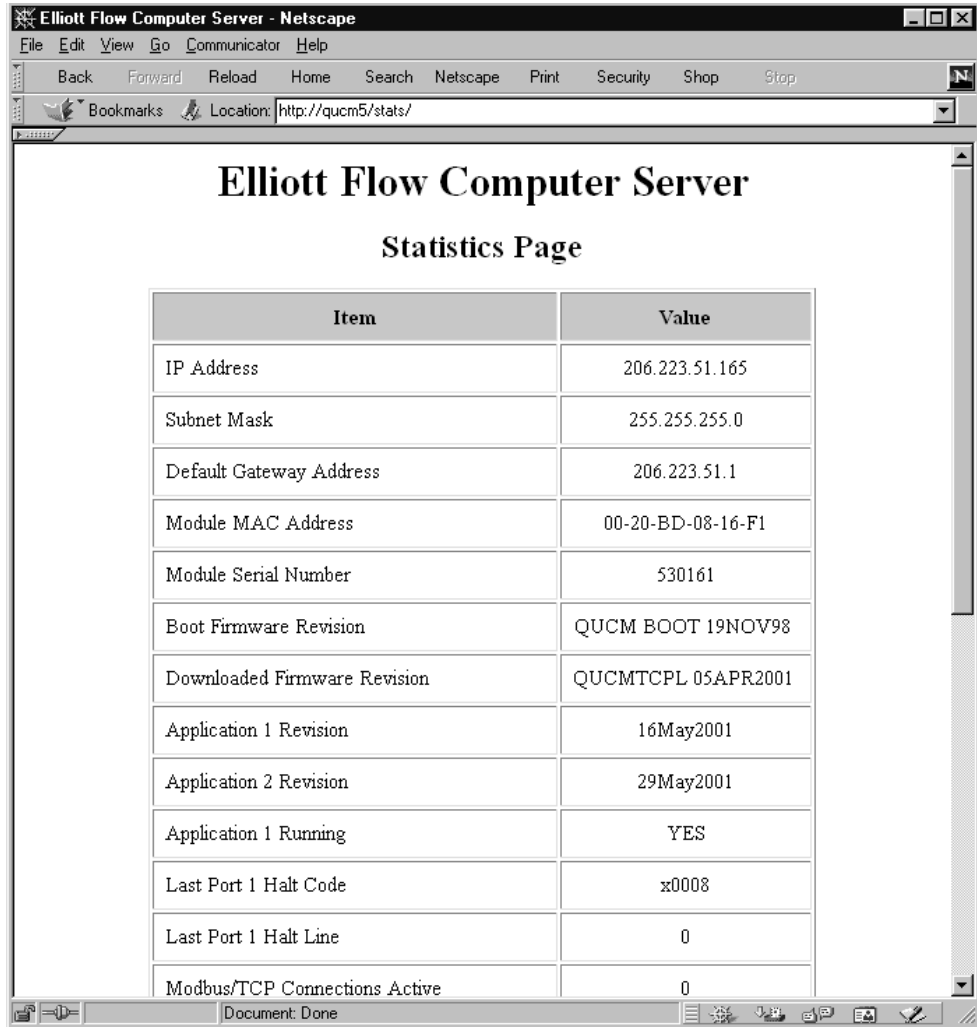 Elliott Flow Computer Server - Netscape
File Edit View Go Communicator Help
Back Forward Reload Home Search Netscape Print Security Shop Stop
N
Bookmarks Location: http://qucm5/stats/
Elliott Flow Computer Server
Statistics Page
Item Value
IP Address 206.223.51.165
Subnet Mask 255.255.255.0
Default Gateway Address 206.223.51.1
Module MAC Address 00-20-BD-08-16-F1
Module Serial Number 530161
Boot Firmware Revision QUCM BOOT 19NOV98
Downloaded Firmware Revision QUCMTCPL 05APR2001
Application 1 Revision 16May2001
Application 2 Revision 29May2001
Application 1 Running YES
Last Port 1 Halt Code x0008
Last Port 1 Halt Line 0
Modbus/TCP Connections Active 0
Document: Done